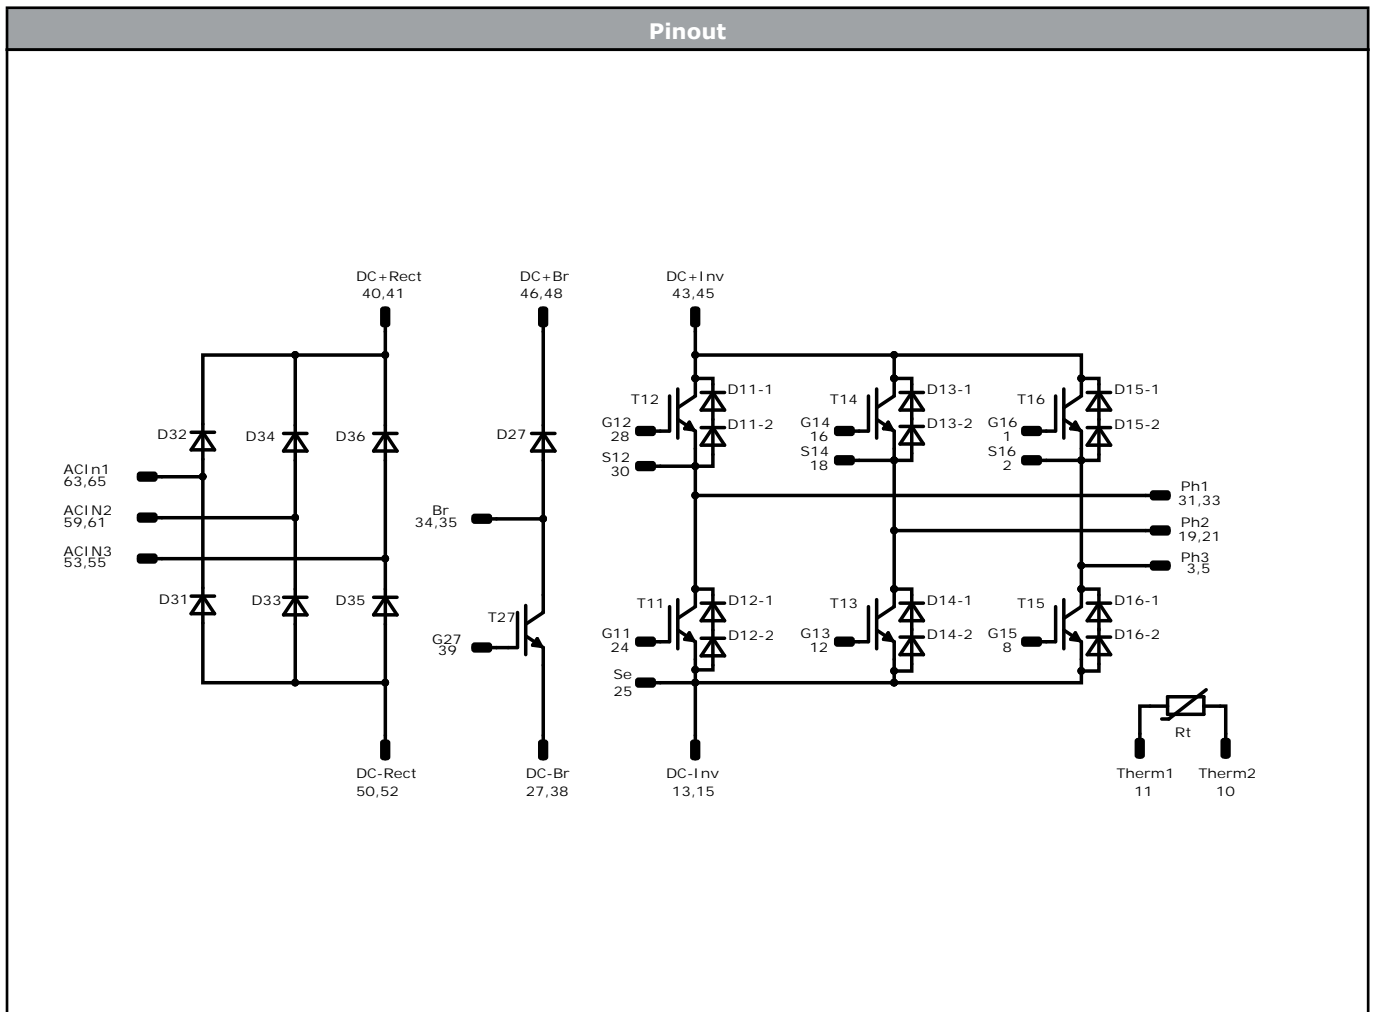 Pinout
DC+Rect
40,41
DC+Br
46,48
DC+Inv
43,45
D32
D34
D36
D27
T12
G12
28
S12
30
D11-1
D11-2
T14
G14
16
S14
18
D13-1
D13-2
T16
G16
1
S16
2
D15-1
D15-2
ACIn1
63,65
ACIN2
59,61
ACIN3
53,55
Br
34,35
Ph1
31,33
Ph2
19,21
Ph3
3,5
D31
D33
D35
T27
G27
39
T11
G11
24
D12-1
D12-2
T13
G13
12
D14-1
D14-2
T15
G15
8
D16-1
D16-2
Se
25
Rt
DC-Rect
50,52
DC-Br
27,38
DC-Inv
13,15
Therm1
11
Therm2
10